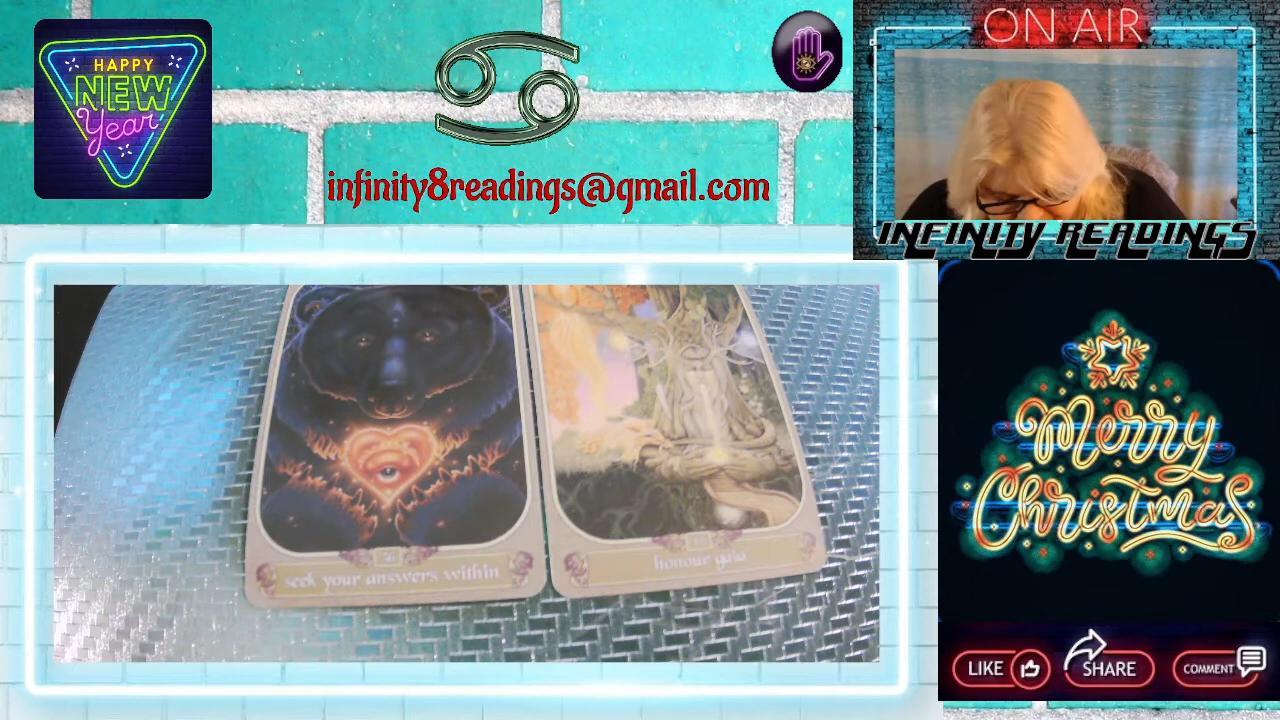 HAPPY
NEW
Year
infinity8readings@gmail.com
ON AIR
INFINITY READINGS
seek your answers within
honour gaia
Merry
Christmas
LIKE
SHARE
COMMENT